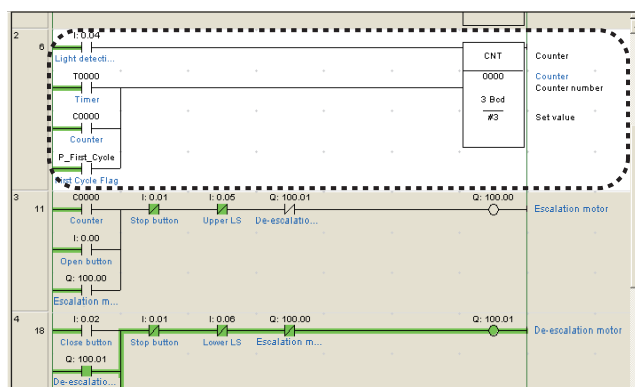 2
6
I: 0.04
Light detecti...
CNT
Counter
T0000
Timer
0000
Counter
Counter number
3 Bcd
#3
Set value
C0000
Counter
P_First_Cycle
First Cycle Flag
3
11
C0000
I: 0.01
I: 0.05
Q: 100.01
Q: 100.00
Counter
Stop button
Upper LS
De-escalatio...
Escalation motor
I: 0.00
Open button
Q: 100.00
Escalation m...
4
18
I: 0.02
I: 0.01
I: 0.06
Q: 100.00
Q: 100.01
Close button
Stop button
Lower LS
Escalation m...
De-escalation motor
Q: 100.01
De-escalatio...